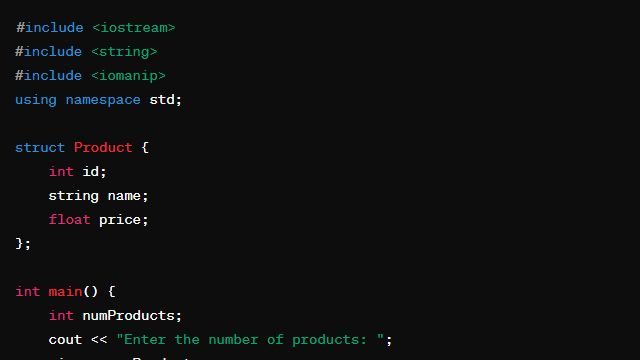 #include <iostream>
#include <string>
#include <iomanip>
using namespace std;
struct Product {
int id;
string name;
float price;
};
int main() {
int numProducts;
cout << "Enter the number of products: ";